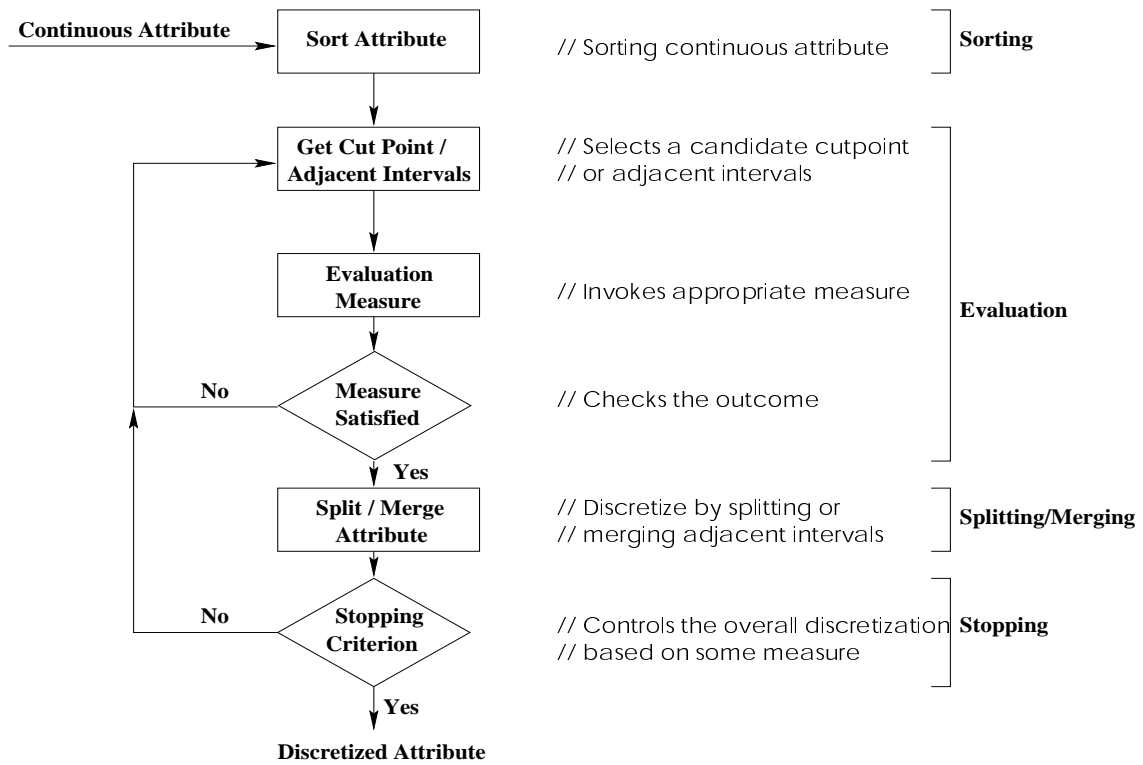 Continuous Attribute
Sort Attribute
// Sorting continuous attribute
Sorting
Get Cut Point /
Adjacent Intervals
// Selects a candidate cutpoint
// or adjacent intervals
Evaluation
Measure
// Invokes appropriate measure
Evaluation
No
Measure
Satisfied
// Checks the outcome
Yes
Split / Merge
Attribute
// Discretize by splitting or
// merging adjacent intervals
Splitting/Merging
No
Stopping
Criterion
// Controls the overall discretization
// based on some measure
Stopping
Yes
Discretized Attribute